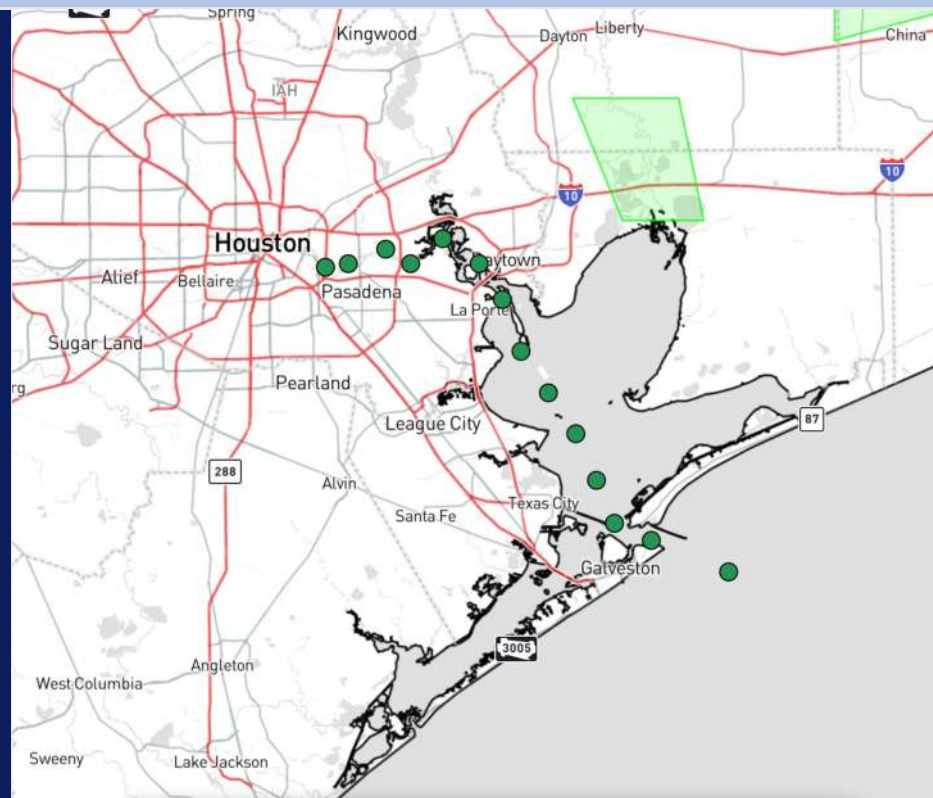 Spring
Kingwood
Dayton
Liberty
China
IAH
10
10
Houston
Alief
Bellaire
Pasadena
aytown
La Porte
Sugar Land
rg
Pearland
League City
87
288
Alvin
Texas City
Santa Fe
Galveston
3005
Angleton
West Columbia
Sweeny
Lake Jackson